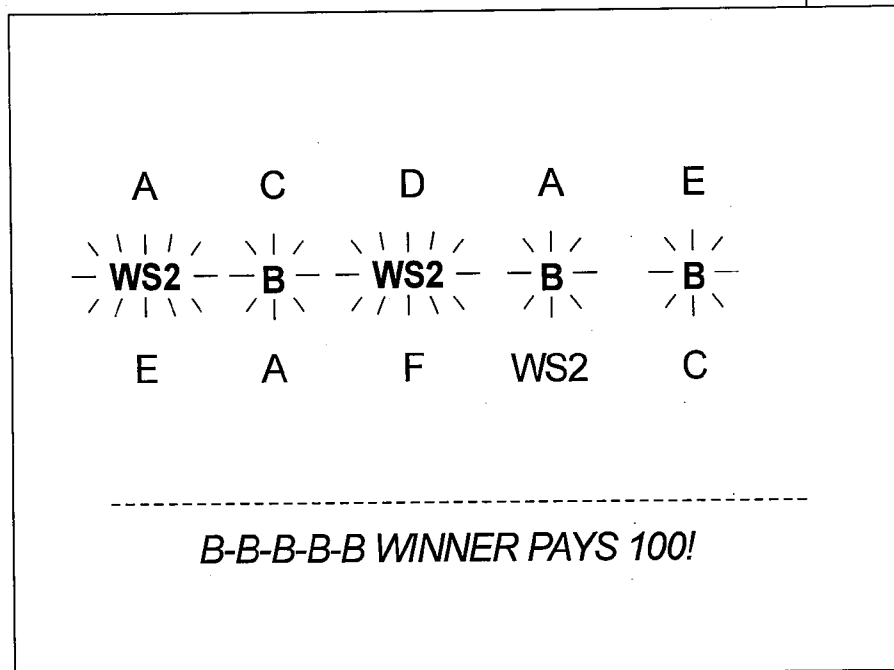 A C D A E
WS2 B WS2 B B
E A F WS2 C
B-B-B-B-B WINNER PAYS 100!